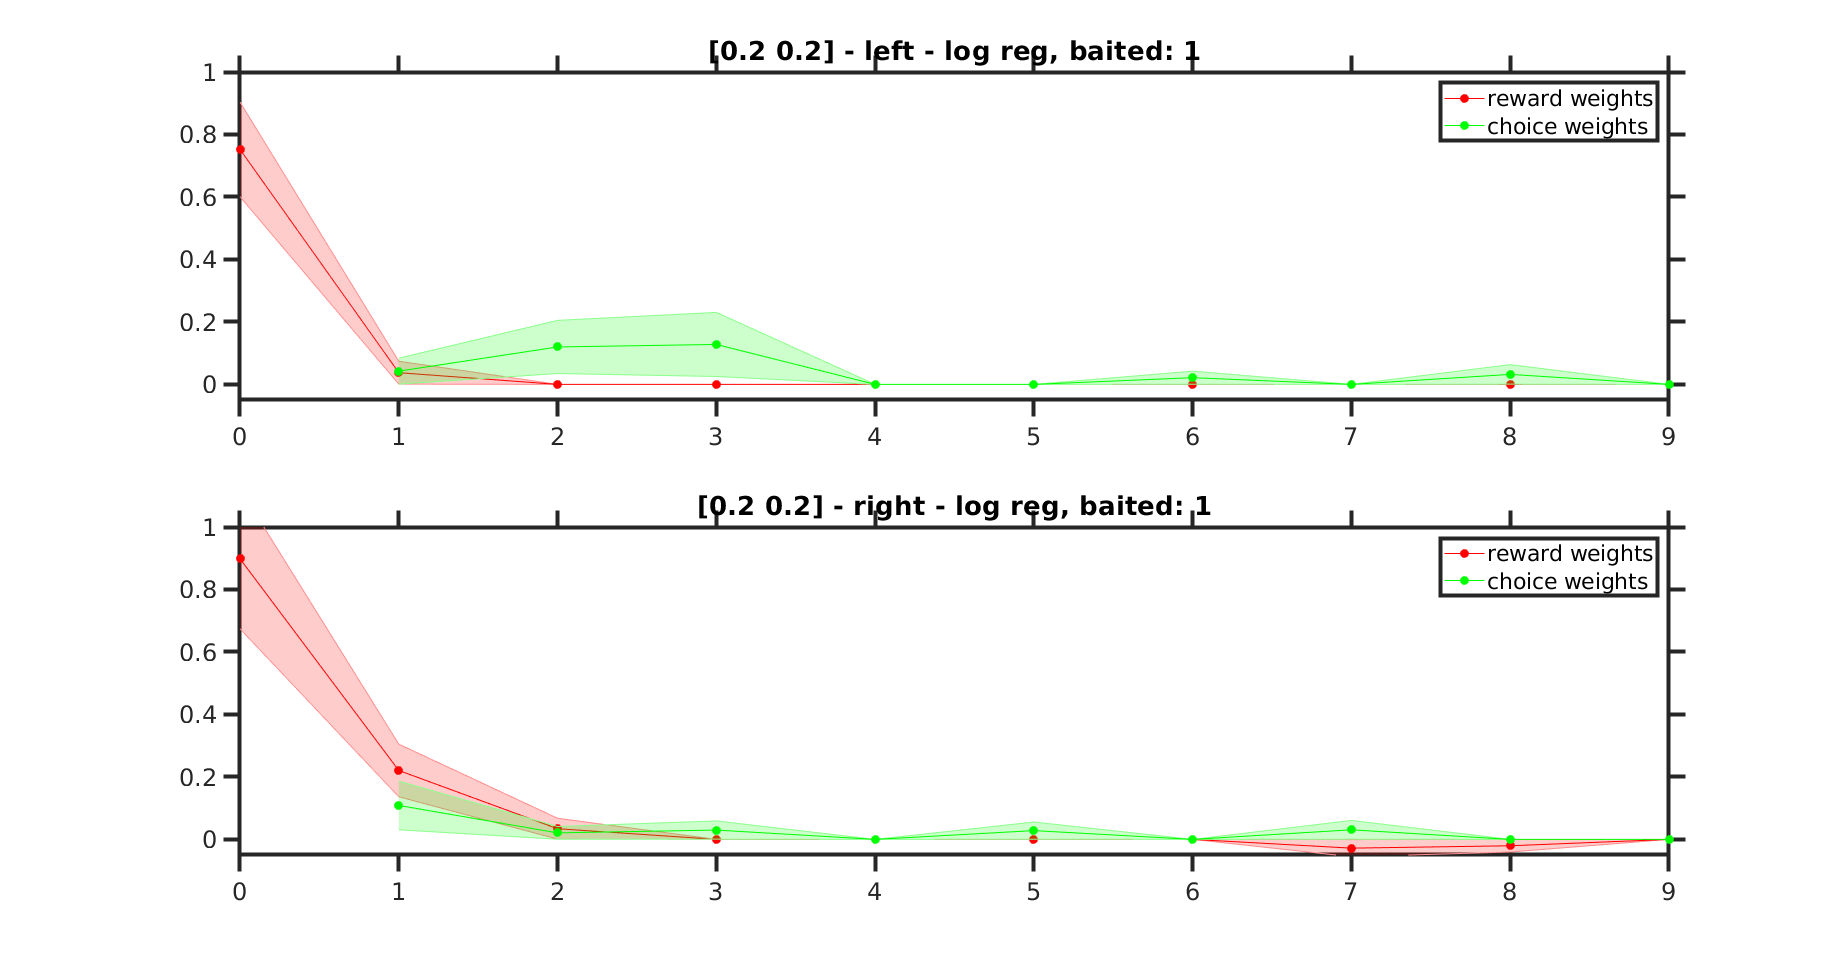 [0.2 0.2] - left - log reg, baited: 1
1
0.8
0.6
0.4
0.2
0
reward weights
choice weights
0 1 2 3 4 5 6 7 8 9
[0.2 0.2] - right - log reg, baited: 1
1
0.8
0.6
0.4
0.2
0
reward weights
choice weights
0 1 2 3 4 5 6 7 8 9